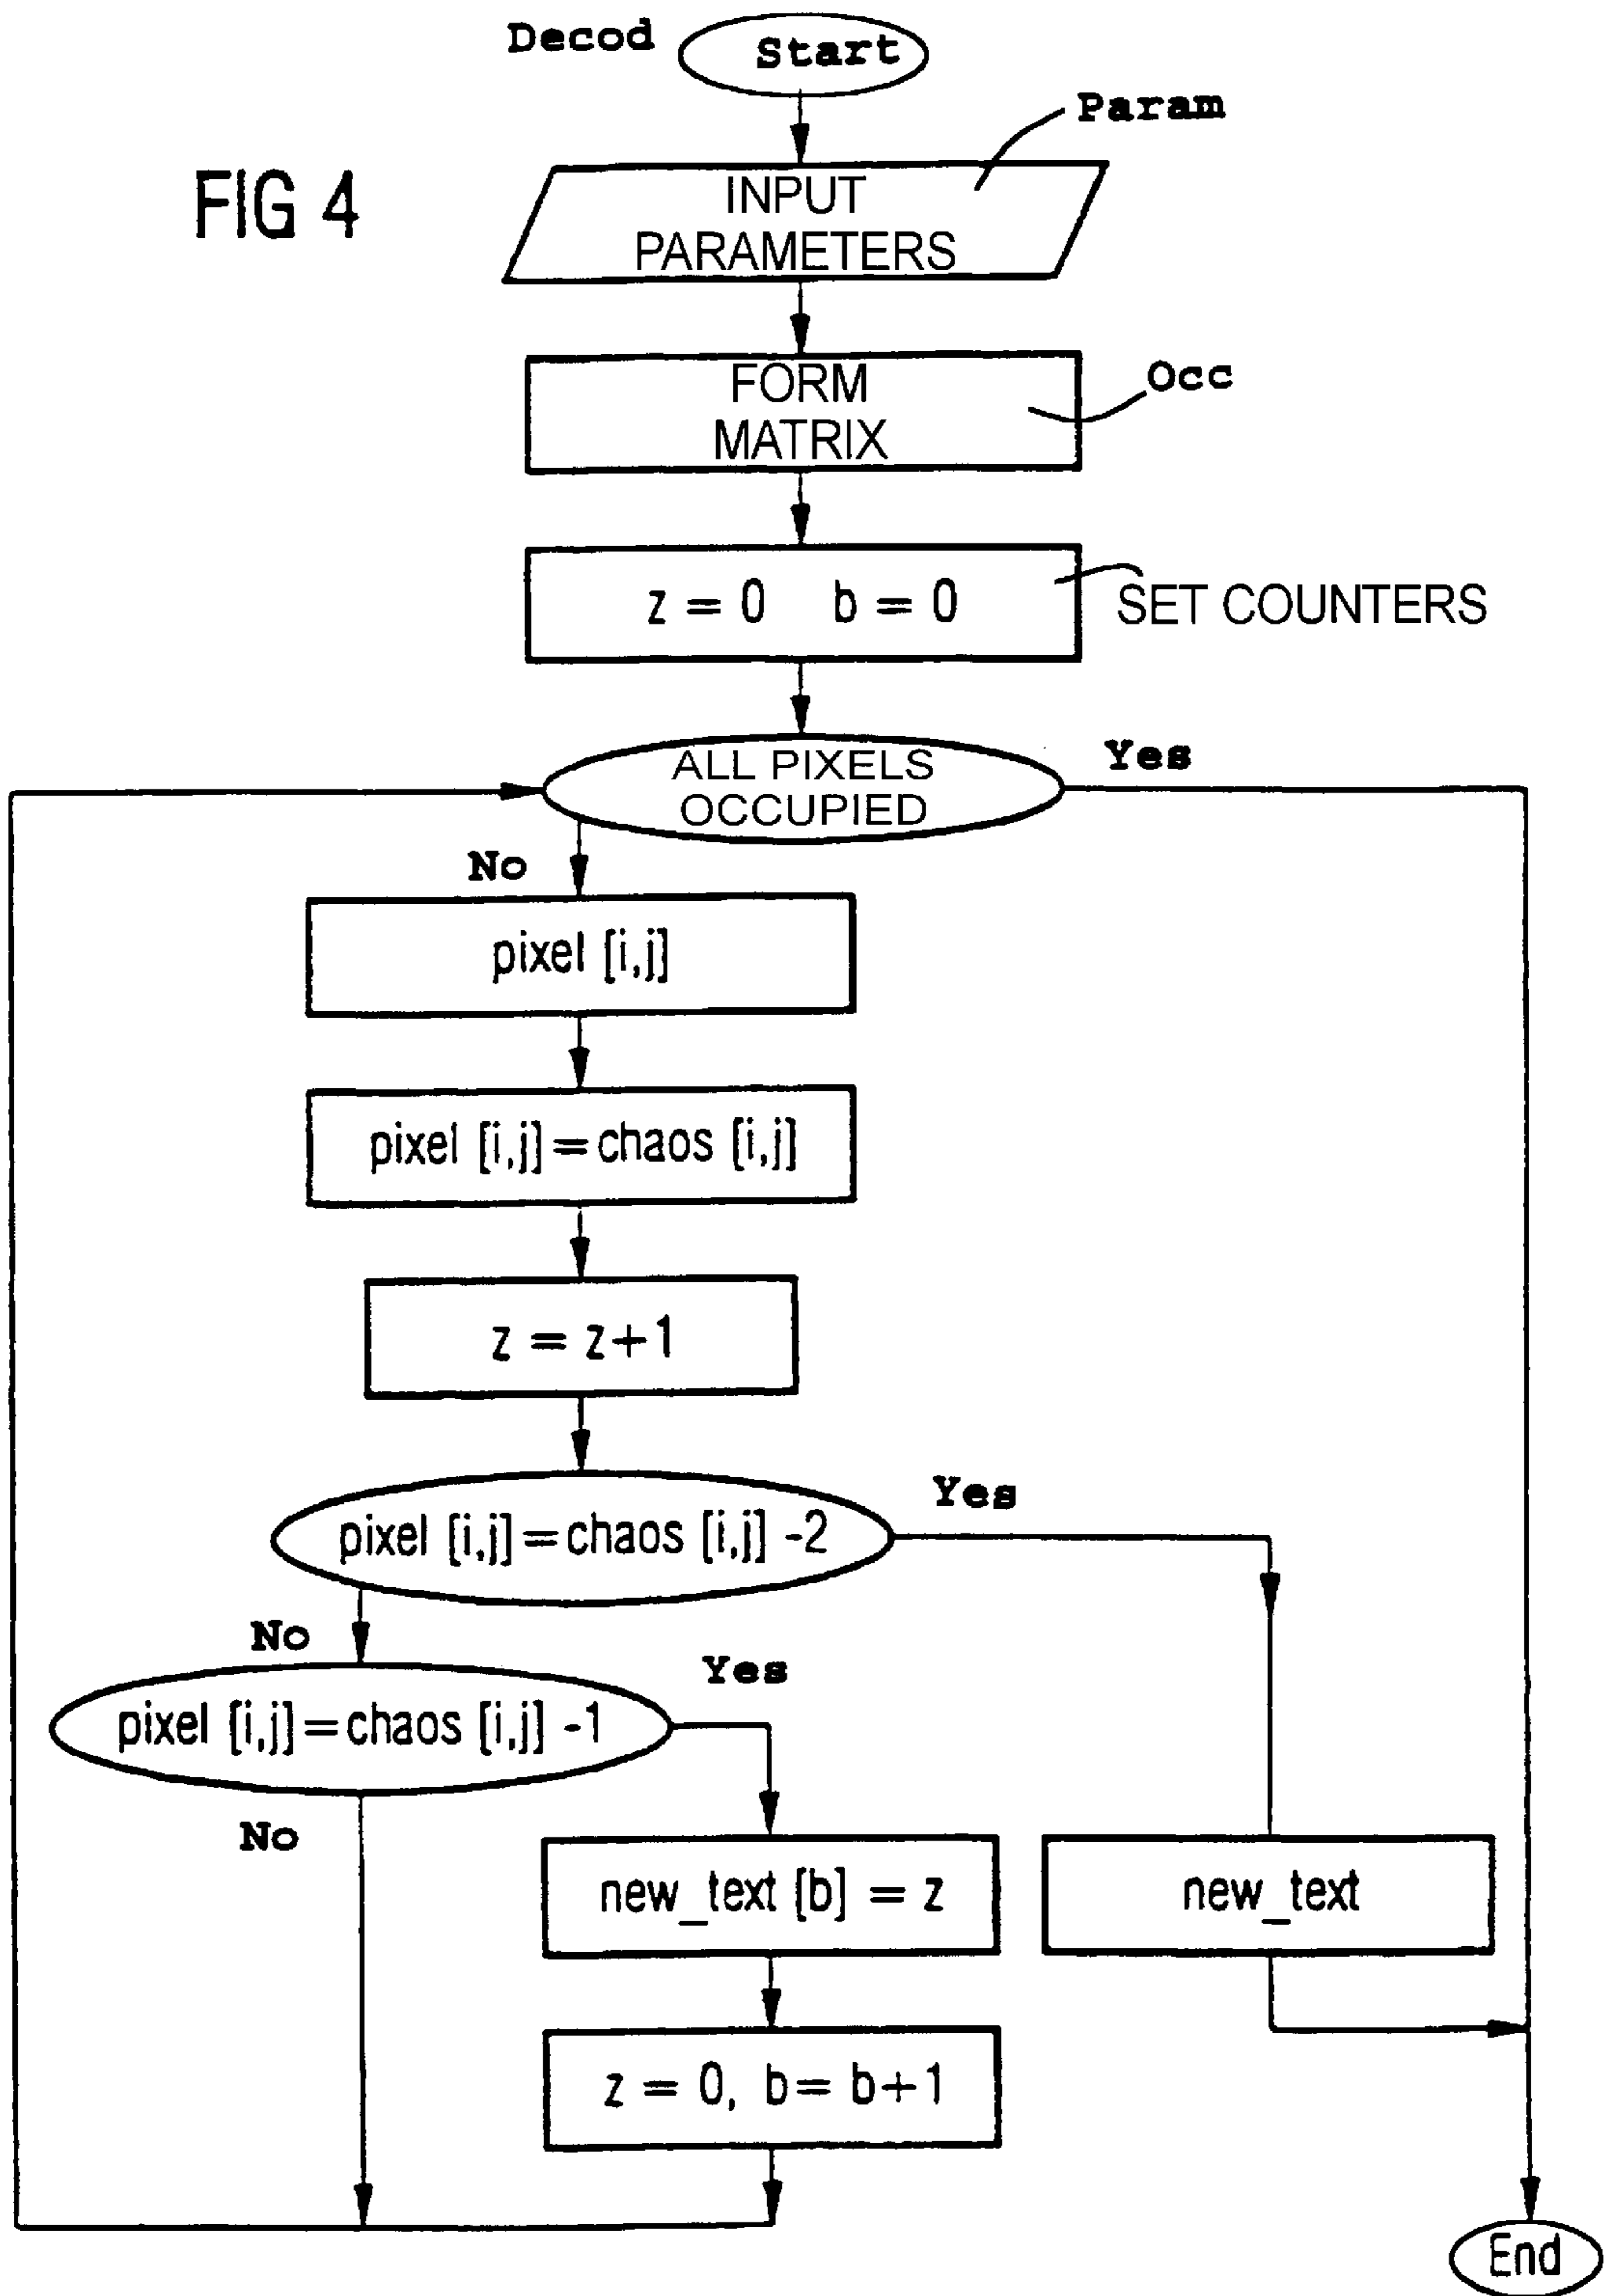 Decod
Start
Param
FIG 4
INPUT
PARAMETERS
FORM
MATRIX
Occ
z = 0 b = 0
SET COUNTERS
ALL PIXELS
OCCUPIED
Yes
No
pixel [i,j]
pixel [i,j] = chaos [i,j]
z = z+1
pixel [i,j] = chaos [i,j] -2
Yes
No
pixel [i,j] = chaos [i,j] -1
Yes
No
new_text [b] = z
new_text
z = 0, b = b+1
End